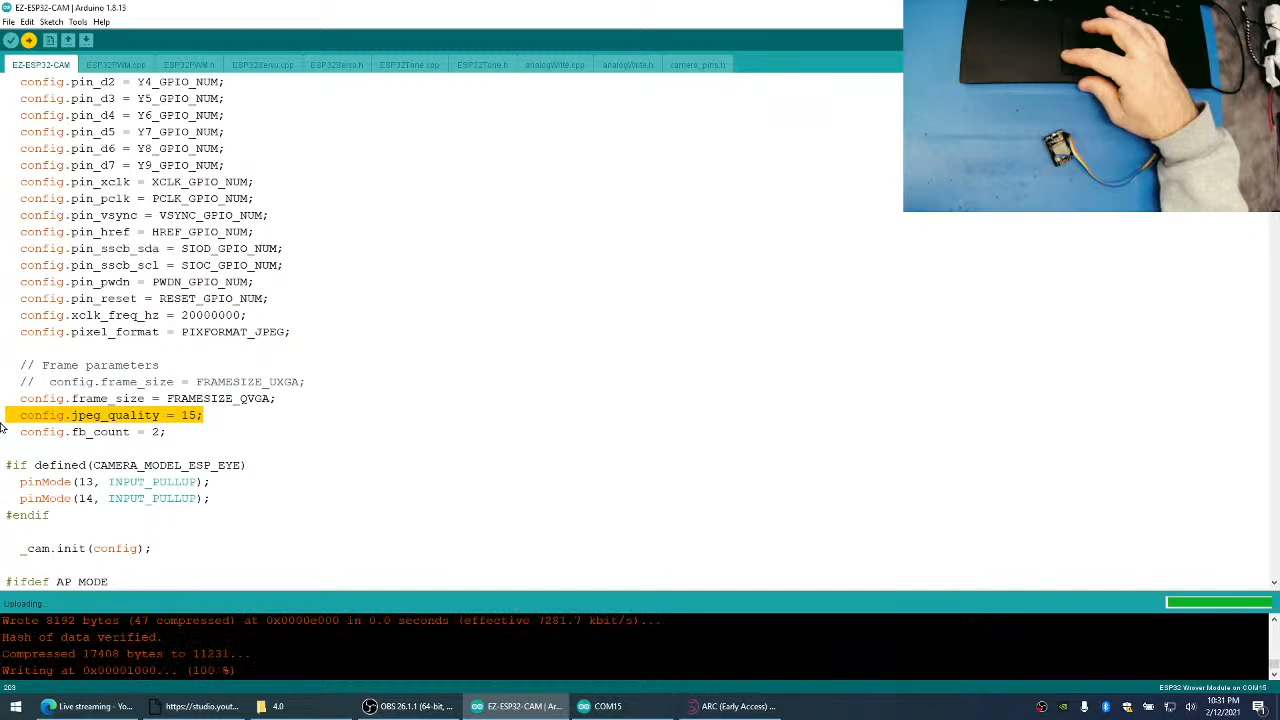 EZ-ESP32-CAM | Arduino 1.8.13
File Edit Sketch Tools Help
EZ-ESP32-CAM ESP32PWM.cpp ESP32PWM.h ESP32Servo.cpp ESP32Servo.h ESP32Tone.cpp ESP32Tone.h analogWrite.cpp analogWrite.h camera_pins.h
config.pin_d2 = Y4_GPIO_NUM;
config.pin_d3 = Y5_GPIO_NUM;
config.pin_d4 = Y6_GPIO_NUM;
config.pin_d5 = Y7_GPIO_NUM;
config.pin_d6 = Y8_GPIO_NUM;
config.pin_d7 = Y9_GPIO_NUM;
config.pin_xclk = XCLK_GPIO_NUM;
config.pin_pclk = PCLK_GPIO_NUM;
config.pin_vsync = VSYNC_GPIO_NUM;
config.pin_href = HREF_GPIO_NUM;
config.pin_sscb_sda = SIOD_GPIO_NUM;
config.pin_sscb_scl = SIOC_GPIO_NUM;
config.pin_pwdn = PWDN_GPIO_NUM;
config.pin_reset = RESET_GPIO_NUM;
config.xclk_freq_hz = 20000000;
config.pixel_format = PIXFORMAT_JPEG;
// Frame parameters
//  config.frame_size = FRAMESIZE_UXGA;
config.frame_size = FRAMESIZE_QVGA;
config.jpeg_quality = 15;
config.fb_count = 2;
#if defined(CAMERA_MODEL_ESP_EYE)
pinMode(13, INPUT_PULLUP);
pinMode(14, INPUT_PULLUP);
#endif
_cam.init(config);
#ifdef AP_MODE
Uploading...
Wrote 8192 bytes (47 compressed) at 0x0000e000 in 0.0 seconds (effective 7281.7 kbit/s)...
Hash of data verified.
Compressed 17408 bytes to 11231...
Writing at 0x00001000... (100 %)
203 ESP32 Wrover Module on COM15
Live streaming - Yo... https://studio.yout... 4.0 OBS 26.1.1 (64-bit, ... EZ-ESP32-CAM | Ar... COM15 ARC (Early Access) ... 10:31 PM
2/12/2021